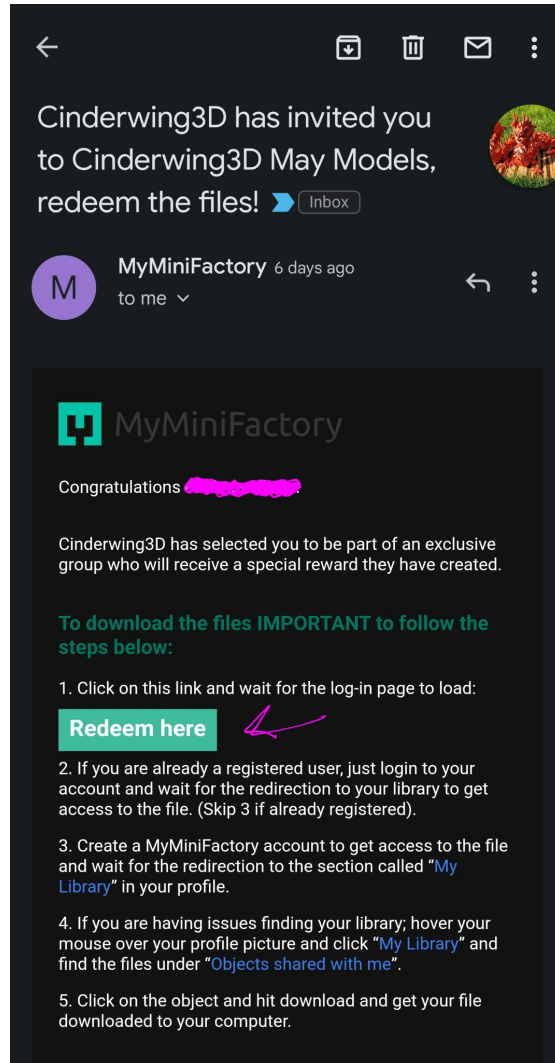 Cinderwing3D has invited you
to Cinderwing3D May Models,
redeem the files! Inbox
M
MyMiniFactory 6 days ago
to me
MyMiniFactory
Congratulations
Cinderwing3D has selected you to be part of an exclusive
group who will receive a special reward they have created.
To download the files IMPORTANT to follow the
steps below:
1. Click on this link and wait for the log-in page to load:
Redeem here
2. If you are already a registered user, just login to your
account and wait for the redirection to your library to get
access to the file. (Skip 3 if already registered).
3. Create a MyMiniFactory account to get access to the file
and wait for the redirection to the section called “My
Library” in your profile.
4. If you are having issues finding your library; hover your
mouse over your profile picture and click “My Library” and
find the files under “Objects shared with me”.
5. Click on the object and hit download and get your file
downloaded to your computer.